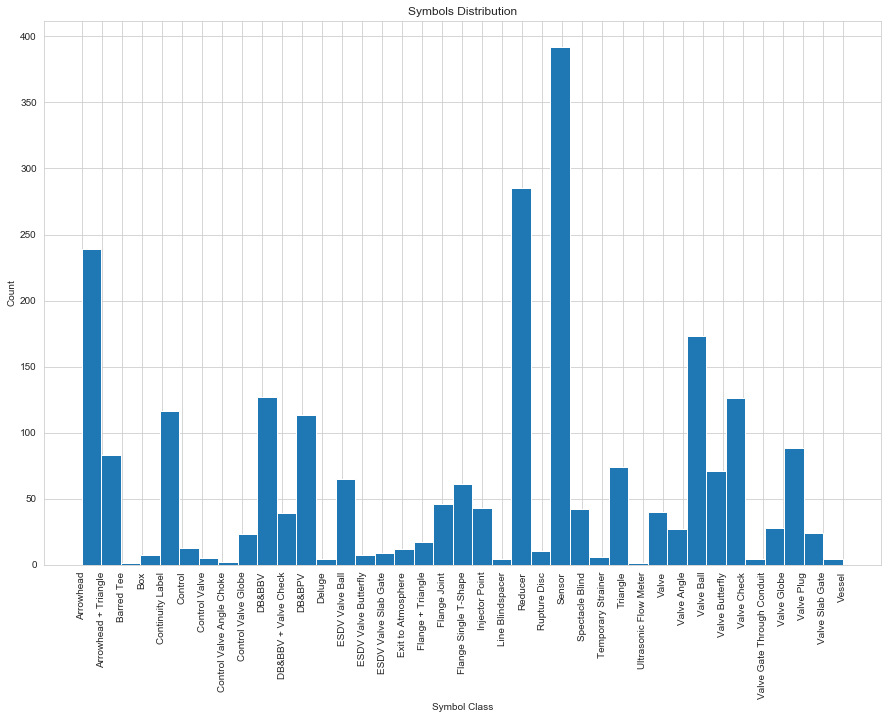 Symbols Distribution
Count
400
350
300
250
200
150
100
50
0
Arrowhead
Arrowhead + Triangle
Barred Tee
Box
Continuity Label
Control
Control Valve
Control Valve Angle Choke
Control Valve Globe
DB&BBV
DB&BBV + Valve Check
DB&BPV
Deluge
ESDV Valve Ball
ESDV Valve Butterfly
ESDV Valve Slab Gate
Exit to Atmosphere
Flange + Triangle
Flange Joint
Flange Single T-Shape
Injector Point
Line Blindspacer
Reducer
Rupture Disc
Sensor
Spectacle Blind
Temporary Strainer
Triangle
Ultrasonic Flow Meter
Valve
Valve Angle
Valve Ball
Valve Butterfly
Valve Check
Valve Gate Through Conduit
Valve Globe
Valve Plug
Valve Slab Gate
Vessel
Symbol Class